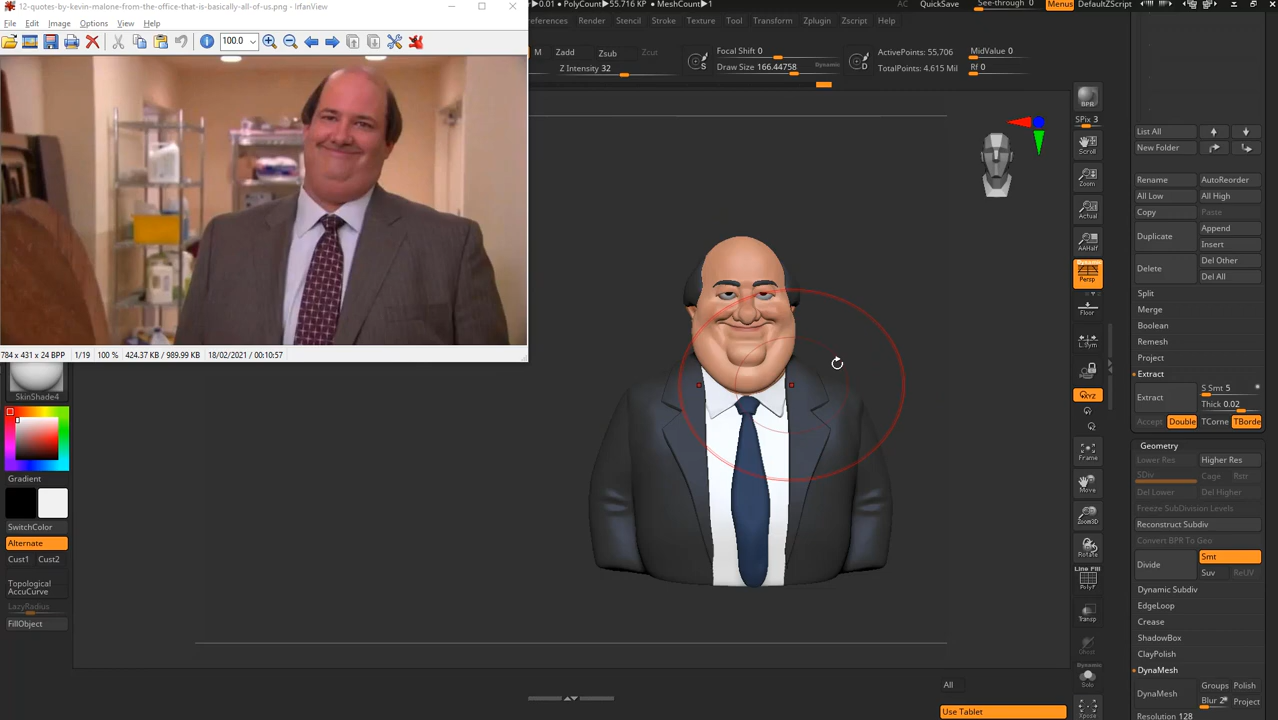 12-quotes-by-kevin-malone-from-the-office-that-is-basically-all-of-us.png - IrfanView
File Edit Image Options View Help
100.0
784 x 431 x 24 BPP 1/19 100 % 424.37 KB / 989.99 KB 18/02/2021 / 00:10:57
▶0.01 ● PolyCount▶55.716 KP ● MeshCount▶1
AC QuickSave See-through 0 Menus DefaultZScript
Preferences Render Stencil Stroke Texture Tool Transform Zplugin Zscript Help
M Zadd Zsub Zcut
Z Intensity 32
S
Focal Shift 0
Draw Size 166.44758 Dynamic
D
ActivePoints: 55,706
TotalPoints: 4.615 Mil
MidValue 0
Rf 0
SkinShade4
Gradient
SwitchColor
Alternate
Cust1 Cust2
Topological
AccuCurve
LazyRadius
FillObject
BPR
SPix 3
Scroll
Zoom
Actual
AAHalf
Dynamic
Persp
Floor
L.Sym
Xyz
Frame
Move
Zoom3D
Rotate
Line Fill
PolyF
Transp
Ghost
Dynamic
Solo
Xpose
All
Use Tablet
List All
New Folder
Rename AutoReorder
All Low All High
Copy Paste
Duplicate Append
Insert
Delete Del Other
Del All
Split
Merge
Boolean
Remesh
Project
Extract
Extract S Smt 5
Thick 0.02
Accept Double TCorne TBorde
Geometry
Lower Res Higher Res
SDiv Cage Rstr
Del Lower Del Higher
Freeze SubDivision Levels
Reconstruct Subdiv
Convert BPR To Geo
Divide Smt
Suv ReUV
Dynamic Subdiv
EdgeLoop
Crease
ShadowBox
ClayPolish
DynaMesh
DynaMesh Groups Polish
Blur 2 Project
Resolution 128